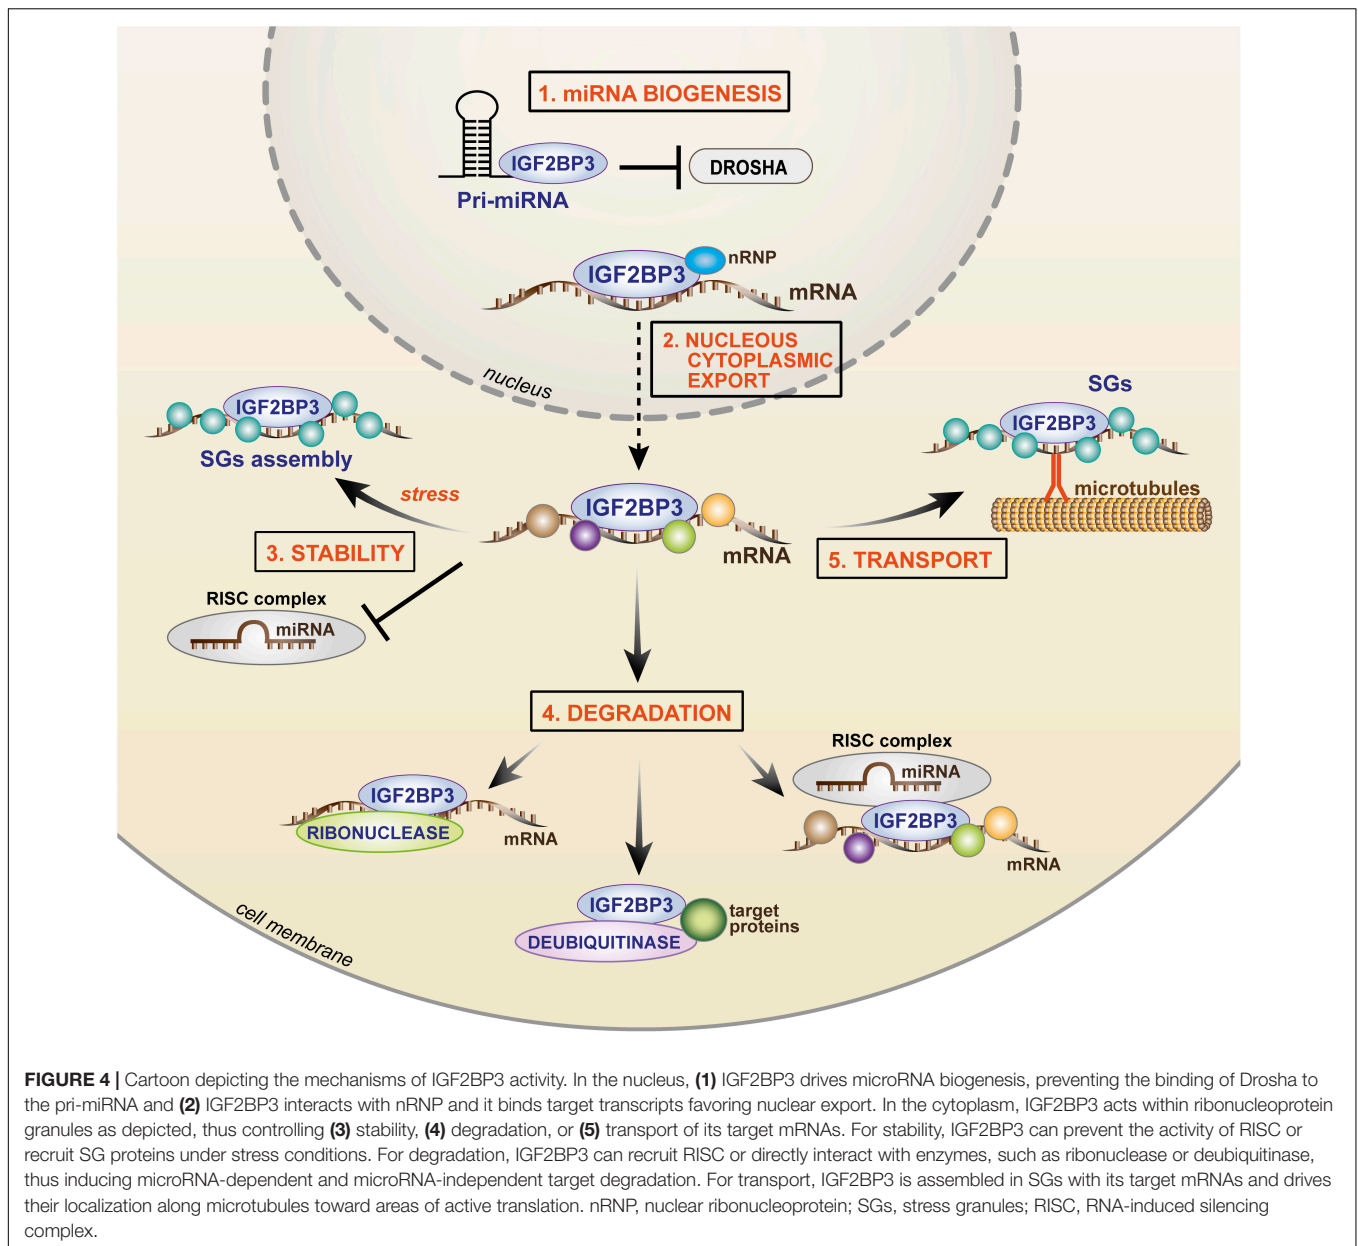 1. miRNA BIOGENESIS
IGF2BP3
DROSHA
Pri-miRNA
IGF2BP3
nRNP
mRNA
2. NUCLEOUS
CYTOPLASMIC
EXPORT
nucleus
IGF2BP3
SGs assembly
SGs
IGF2BP3
microtubules
stress
IGF2BP3
mRNA
3. STABILITY
5. TRANSPORT
RISC complex
miRNA
4. DEGRADATION
RISC complex
miRNA
IGF2BP3
mRNA
IGF2BP3
RIBONUCLEASE
mRNA
IGF2BP3
DEUBIQUITINASE
target
proteins
cell membrane
FIGURE 4 | Cartoon depicting the mechanisms of IGF2BP3 activity. In the nucleus, (1) IGF2BP3 drives microRNA biogenesis, preventing the binding of Drosha to
the pri-miRNA and (2) IGF2BP3 interacts with nRNP and it binds target transcripts favoring nuclear export. In the cytoplasm, IGF2BP3 acts within ribonucleoprotein
granules as depicted, thus controlling (3) stability, (4) degradation, or (5) transport of its target mRNAs. For stability, IGF2BP3 can prevent the activity of RISC or
recruit SG proteins under stress conditions. For degradation, IGF2BP3 can recruit RISC or directly interact with enzymes, such as ribonuclease or deubiquitinase,
thus inducing microRNA-dependent and microRNA-independent target degradation. For transport, IGF2BP3 is assembled in SGs with its target mRNAs and drives
their localization along microtubules toward areas of active translation. nRNP, nuclear ribonucleoprotein; SGs, stress granules; RISC, RNA-induced silencing
complex.